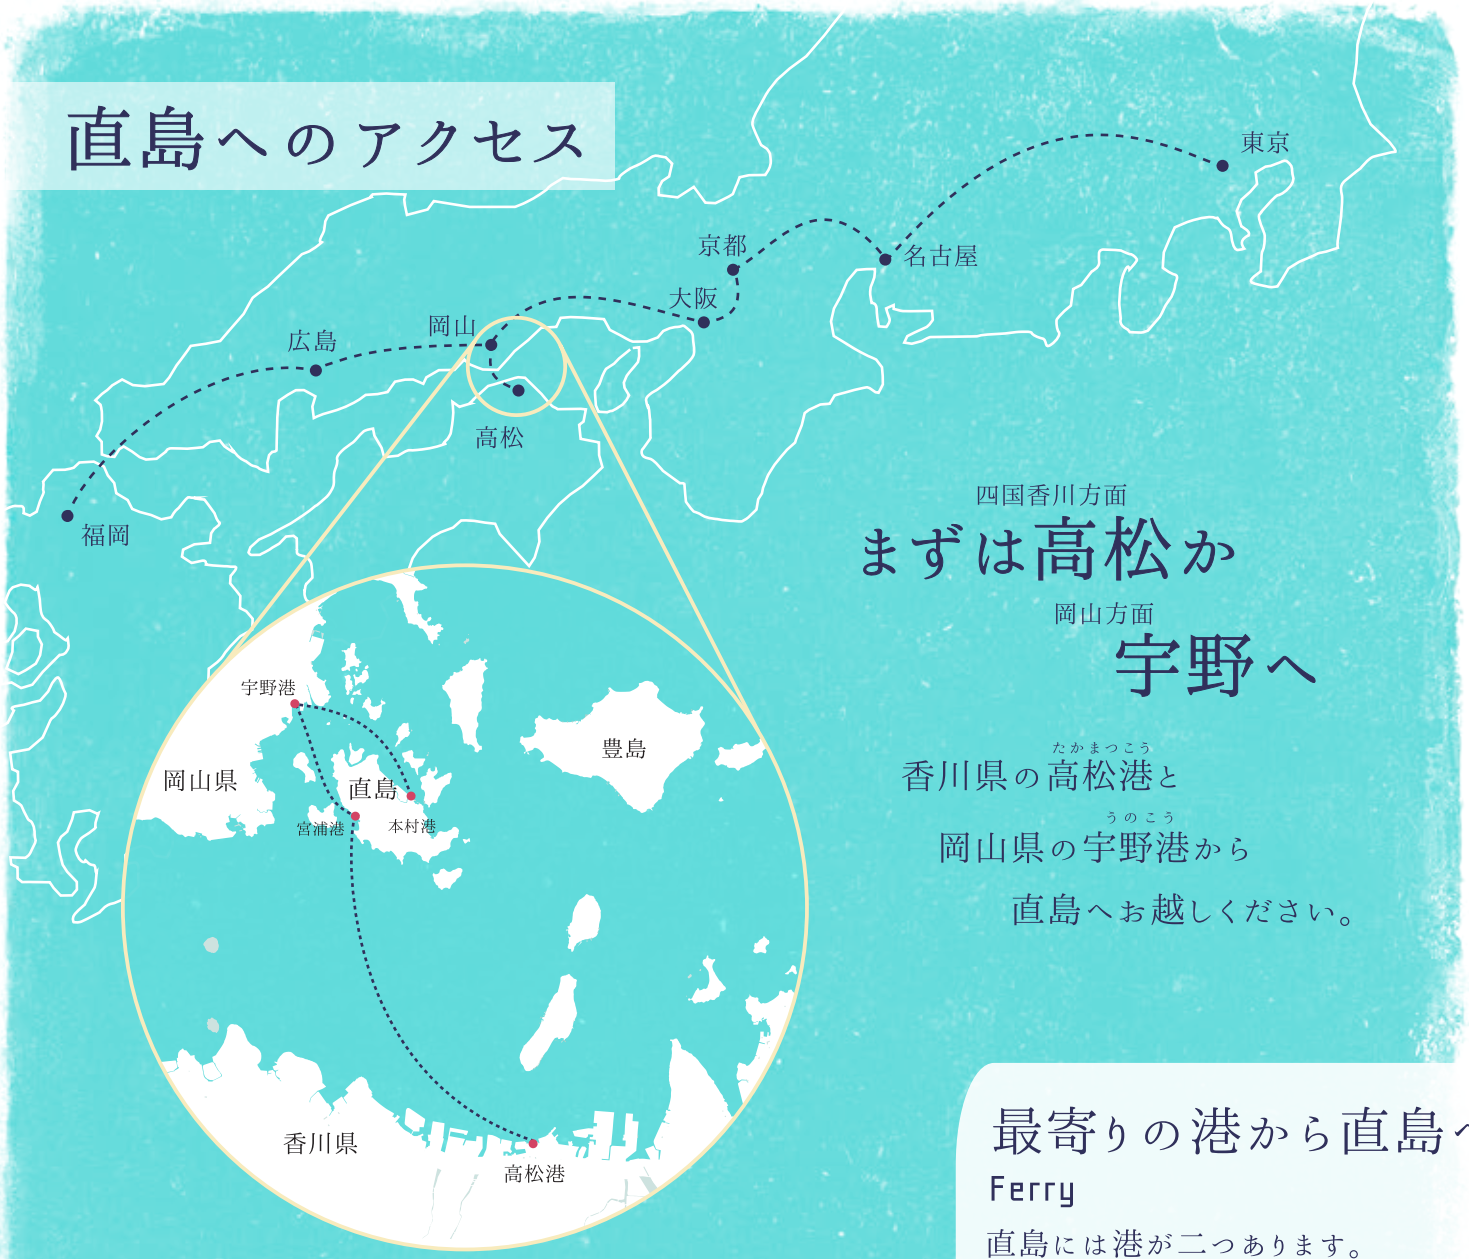 直島へのアクセス
東京
京都
名古屋
大阪
岡山
広島
高松
福岡
四国香川方面
まずは高松か
岡山方面
宇野へ
宇野港
豊島
岡山県
直島
宮浦港
本村港
たかまつこう
香川県の高松港と
うのこう
岡山県の宇野港から
直島へお越しください。
香川県
高松港
最寄りの港から直島へ
Ferry
直島には港が二つあります。